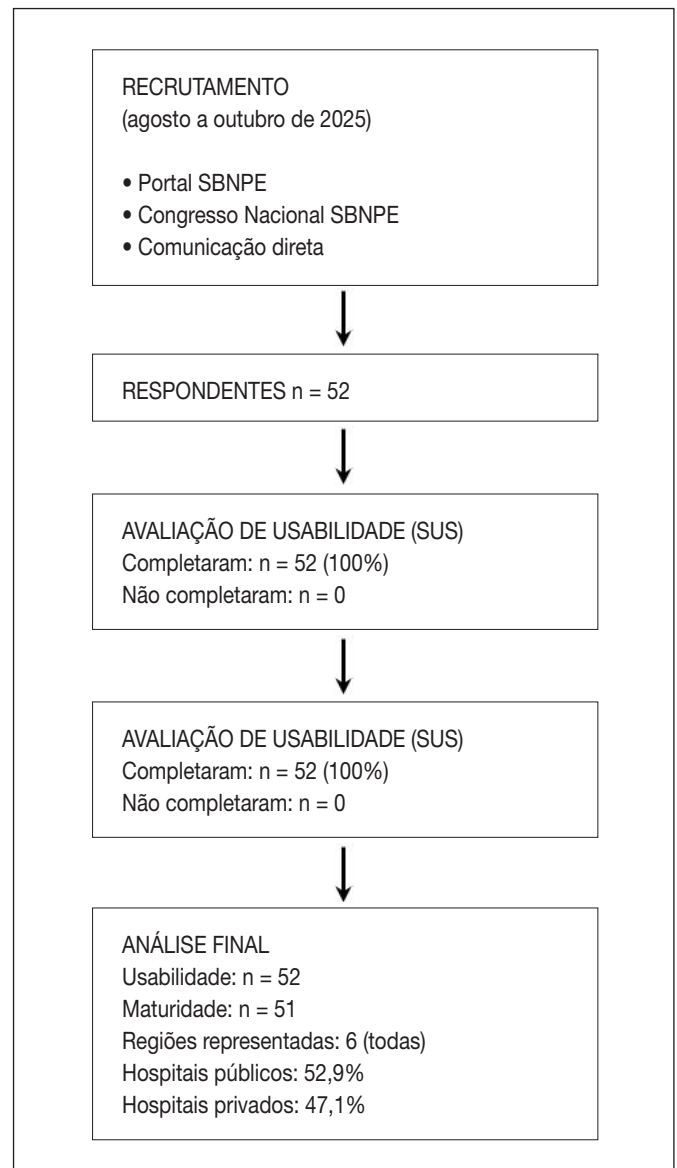 RECRUTAMENTO
(agosto a outubro de 2025)
• Portal SBNPE
• Congresso Nacional SBNPE
• Comunicação direta
RESPONDENTES n = 52
AVALIAÇÃO DE USABILIDADE (SUS)
Completaram: n = 52 (100%)
Não completaram: n = 0
AVALIAÇÃO DE USABILIDADE (SUS)
Completaram: n = 52 (100%)
Não completaram: n = 0
ANÁLISE FINAL
Usabilidade: n = 52
Maturidade: n = 51
Regiões representadas: 6 (todas)
Hospitais públicos: 52,9%
Hospitais privados: 47,1%